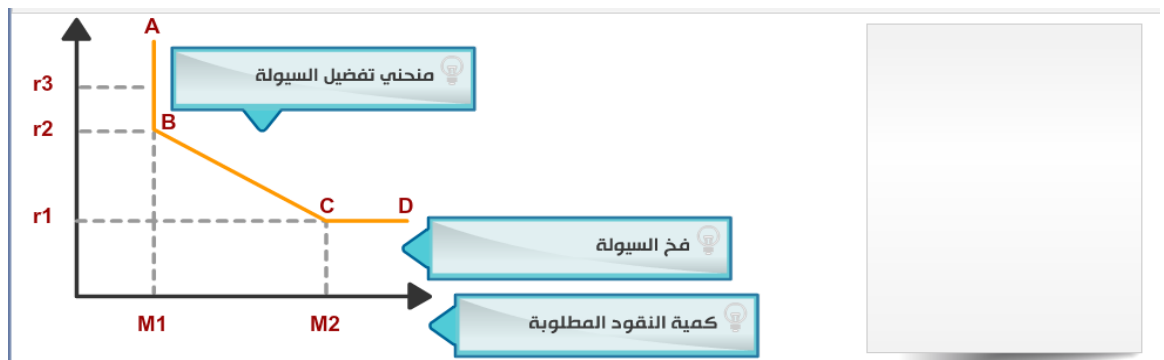 A
منحني تفضيل السيولة
r3
B
r2
C
D
r1
فخ السيولة
كمية النقود المطلوبة
M1
M2